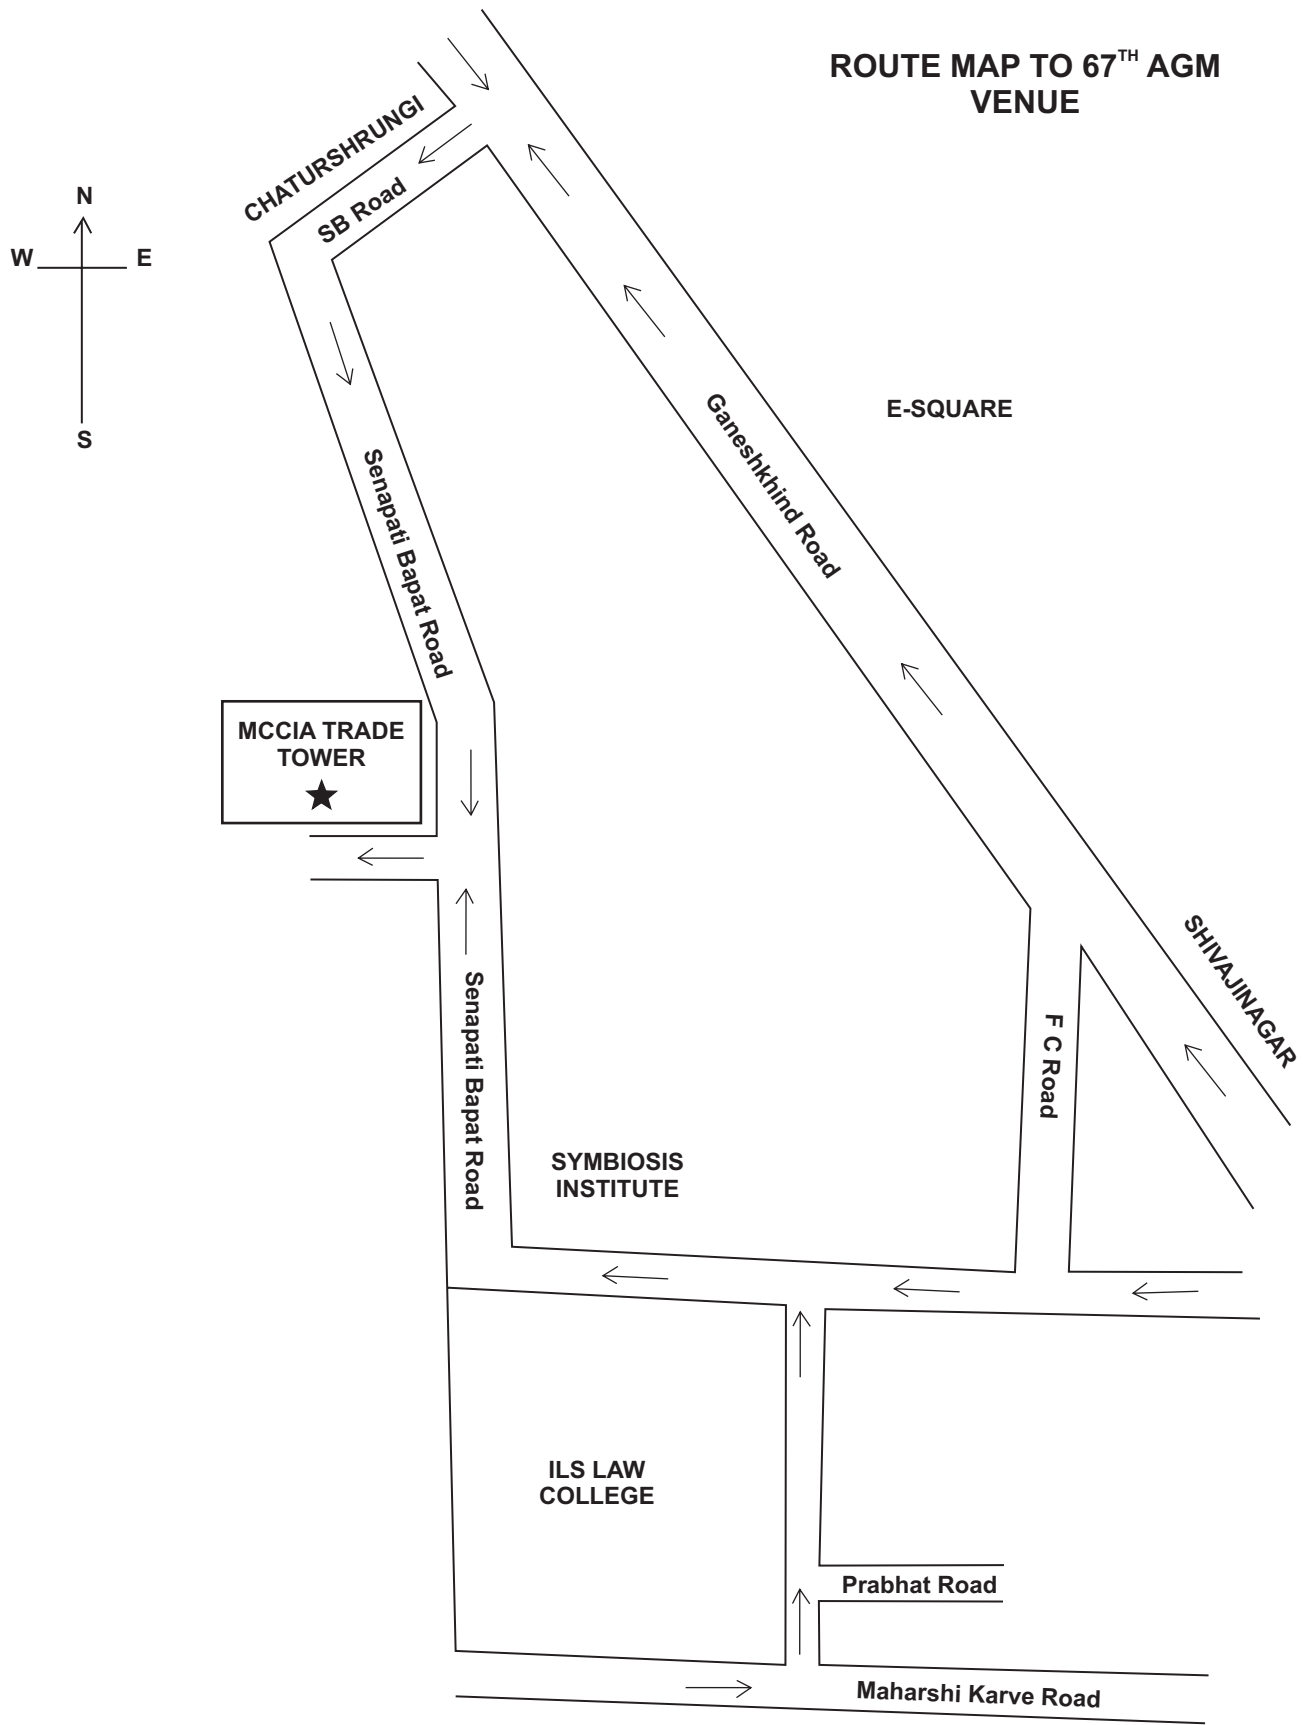 ROUTE MAP TO 67TH AGM
VENUE
CHATURSHRUNGI
SB Road
N
W
E
S
E-SQUARE
Ganeshkhind Road
Senapati Bapat Road
MCCIA TRADE
TOWER
SHIVAJINAGAR
Senapati Bapat Road
F C Road
SYMBIOSIS
INSTITUTE
ILS LAW
COLLEGE
Prabhat Road
Maharshi Karve Road